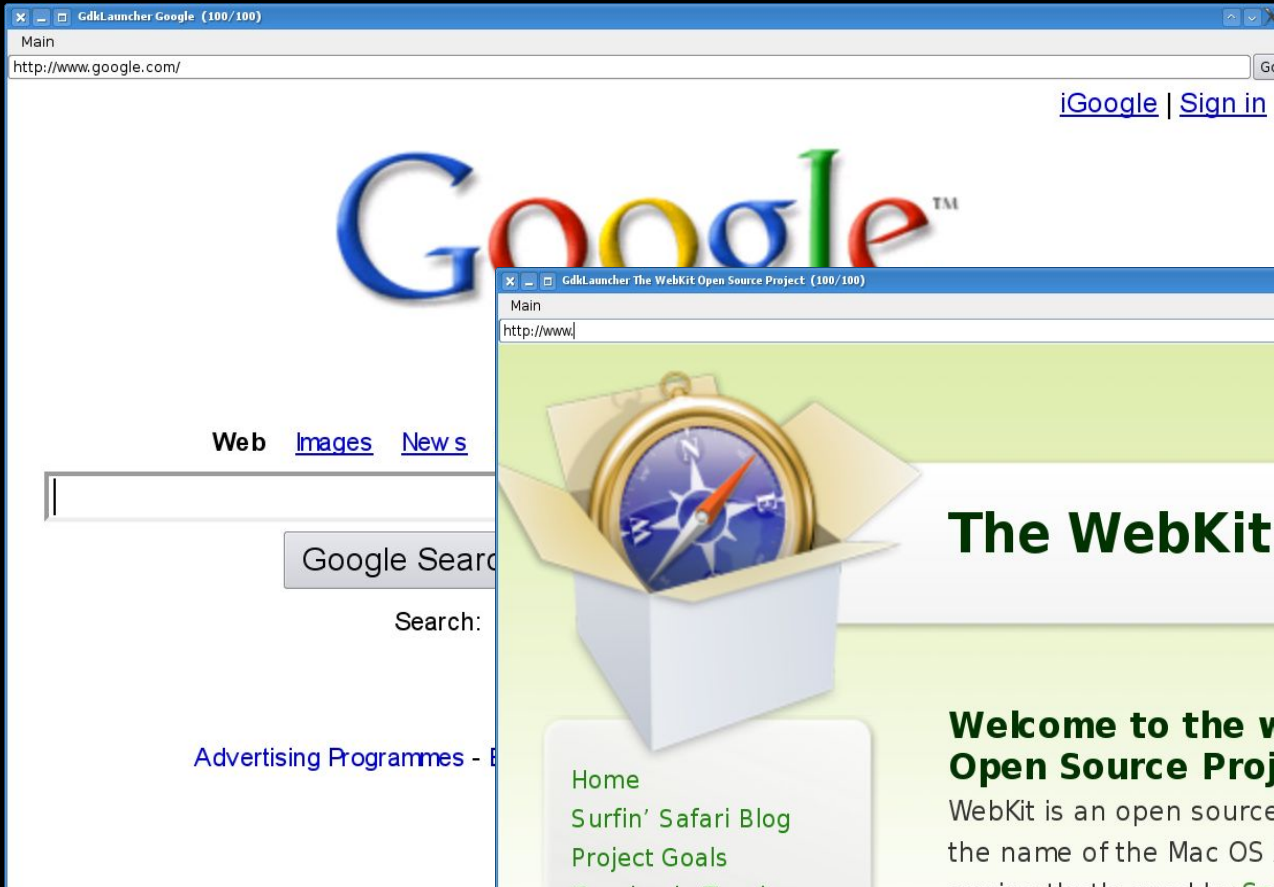 GdkLauncher Google (100/100)
Main
http://www.google.com/
Go
iGoogle | Sign in
Google™
GdkLauncher The WebKit Open Source Project (100/100)
Main
http://www.
Web Images News
N
E
W
Google Searc
Search:
The WebKit
Welcome to the w
Open Source Proj
WebKit is an open source
the name of the Mac OS
Advertising Programmes -
Home
Surfin' Safari Blog
Project Goals